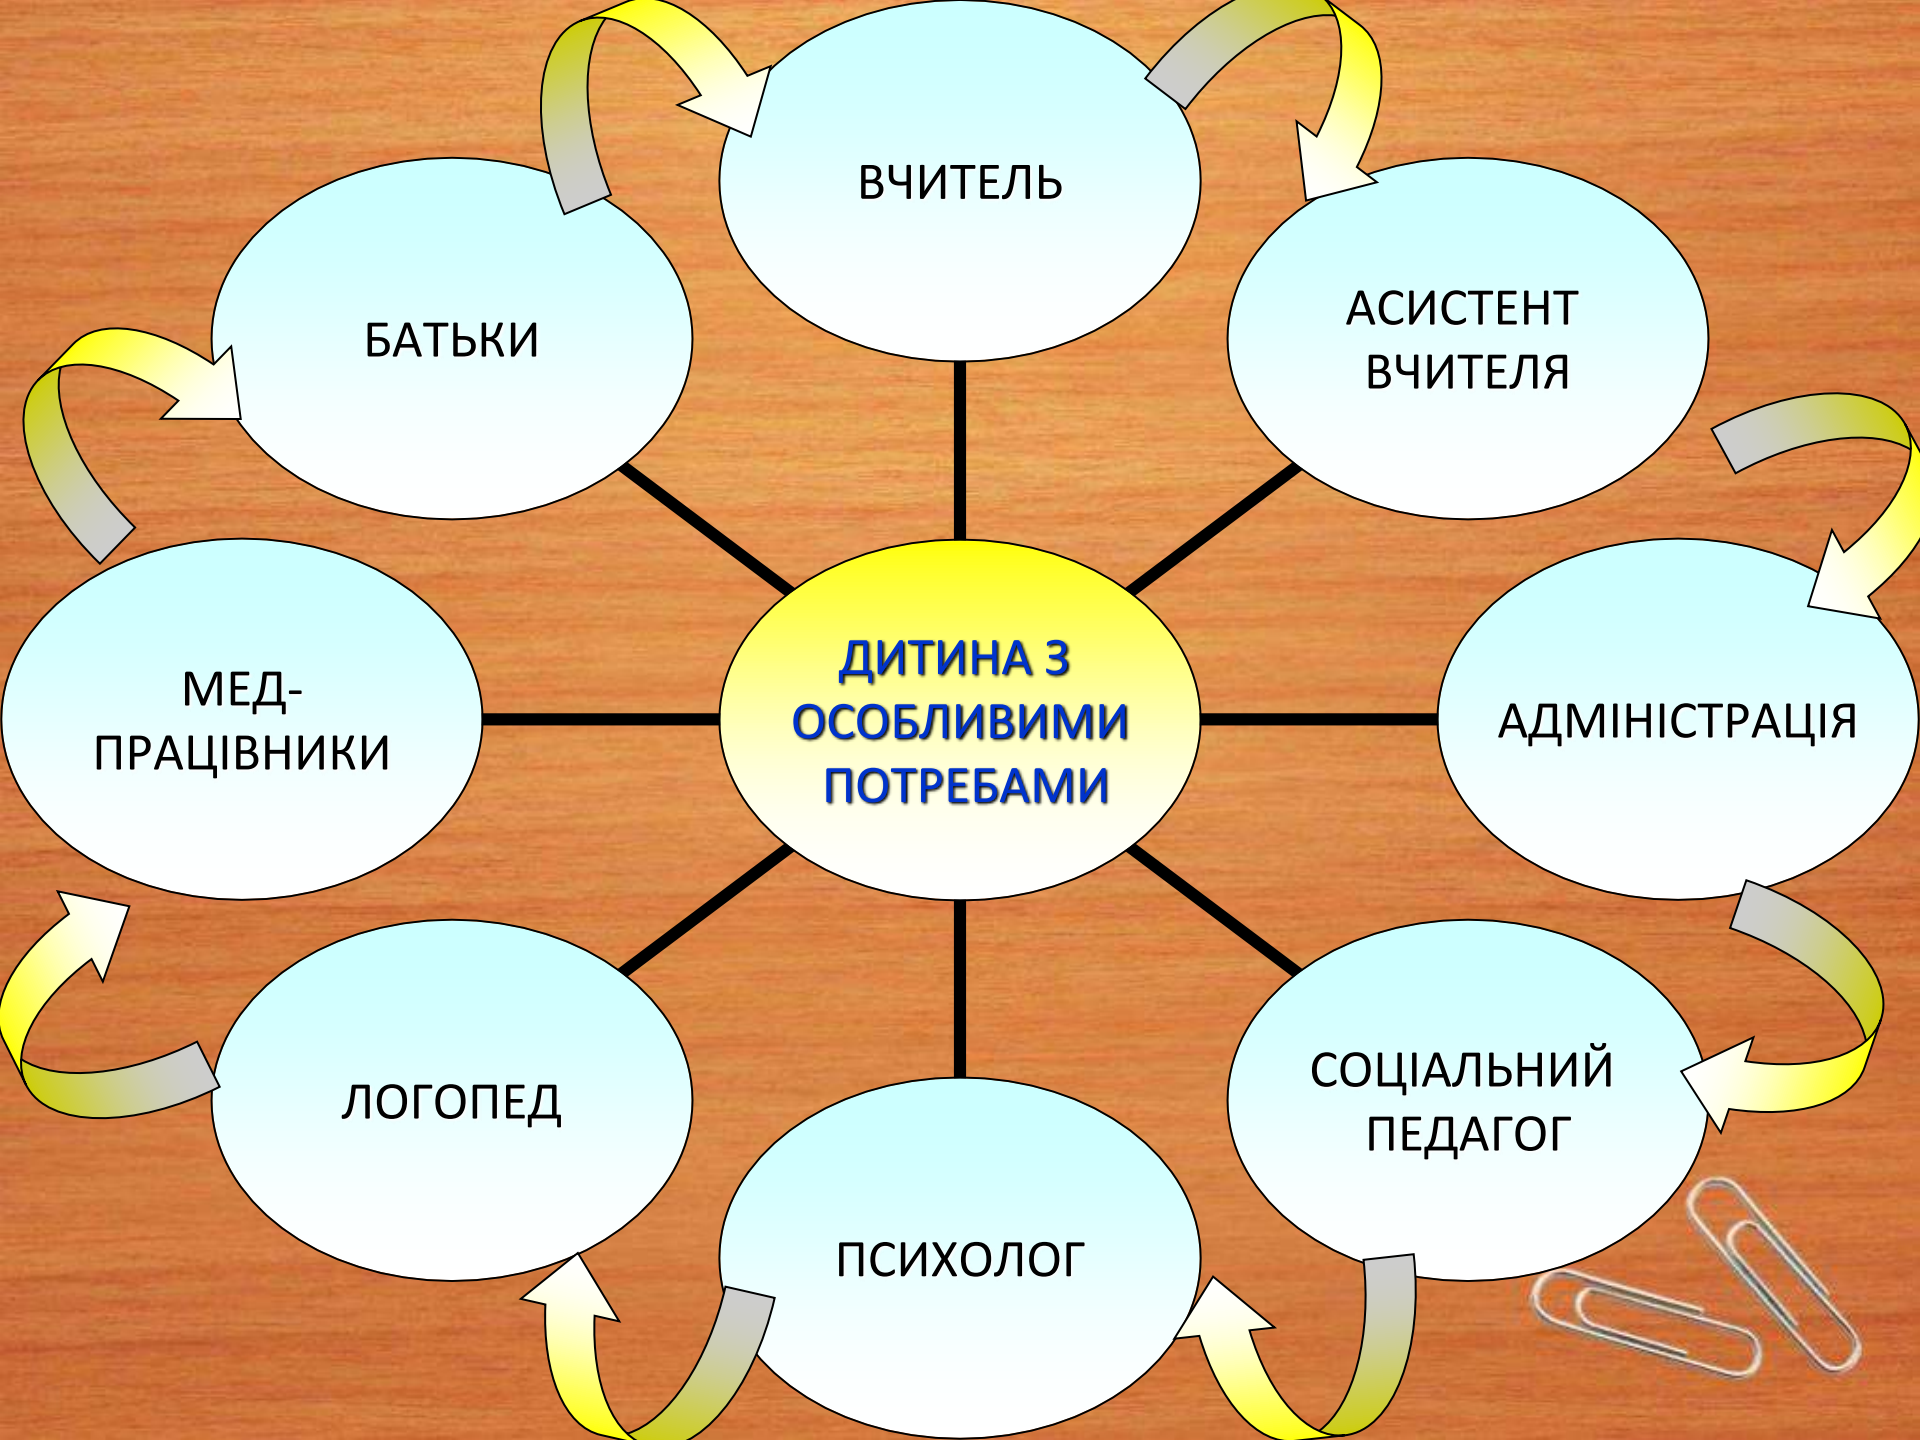 ВЧИТЕЛЬ
БАТЬКИ
АСИСТЕНТ
ВЧИТЕЛЯ
МЕД-
ПРАЦІВНИКИ
ДИТИНА З
ОСОБЛИВИМИ
ПОТРЕБАМИ
АДМІНІСТРАЦІЯ
ЛОГОПЕД
СОЦІАЛЬНИЙ
ПЕДАГОГ
ПСИХОЛОГ